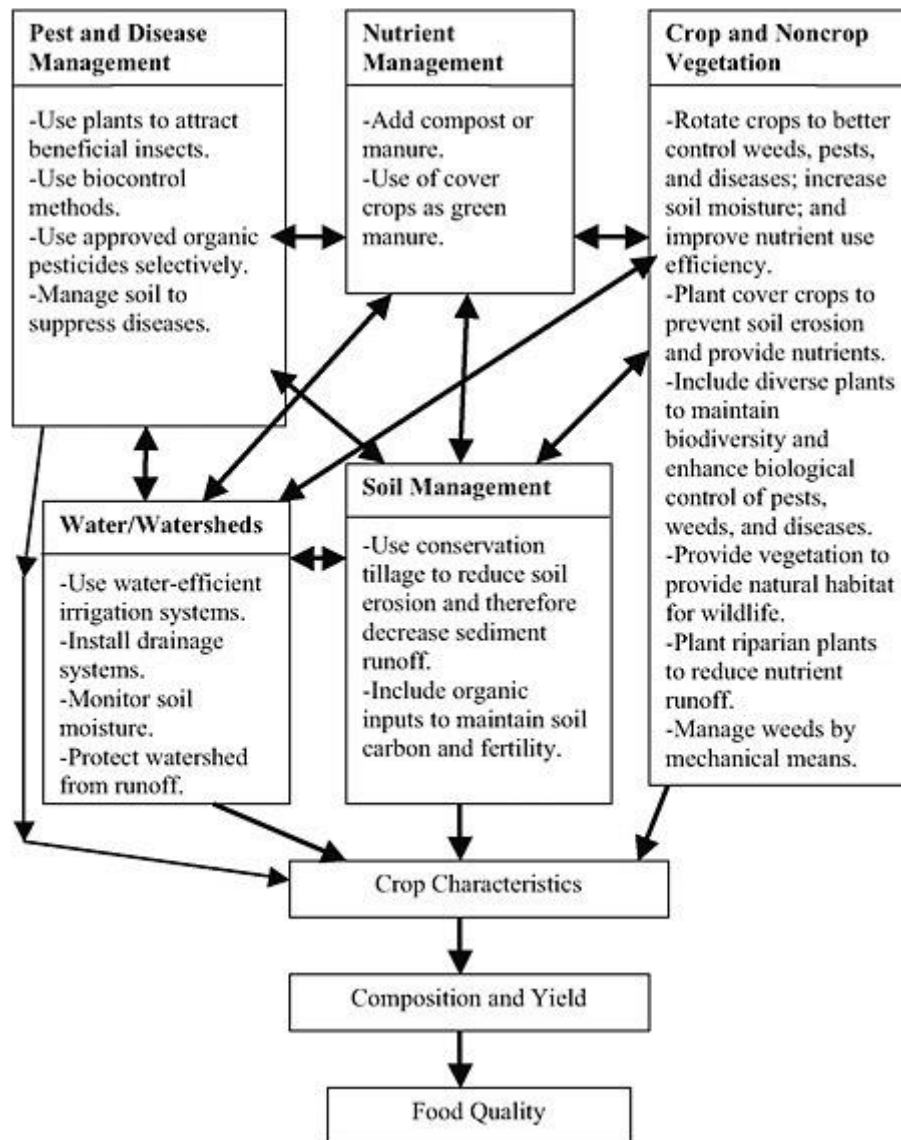 Pest and Disease
Management
-Use plants to attract
beneficial insects.
-Use biocontrol
methods.
-Use approved organic
pesticides selectively.
-Manage soil to
suppress diseases.
Nutrient
Management
-Add compost or
manure.
-Use of cover
crops as green
manure.
Crop and Noncrop
Vegetation
-Rotate crops to better
control weeds, pests,
and diseases; increase
soil moisture; and
improve nutrient use
efficiency.
-Plant cover crops to
prevent soil erosion
and provide nutrients.
-Include diverse plants
to maintain
biodiversity and
enhance biological
control of pests,
weeds, and diseases.
-Provide vegetation to
provide natural habitat
for wildlife.
-Plant riparian plants
to reduce nutrient
runoff.
-Manage weeds by
mechanical means.
Water/Watersheds
-Use water-efficient
irrigation systems.
-Install drainage
systems.
-Monitor soil
moisture.
-Protect watershed
from runoff.
Soil Management
-Use conservation
tillage to reduce soil
erosion and therefore
decrease sediment
runoff.
-Include organic
inputs to maintain soil
carbon and fertility.
Crop Characteristics
Composition and Yield
Food Quality